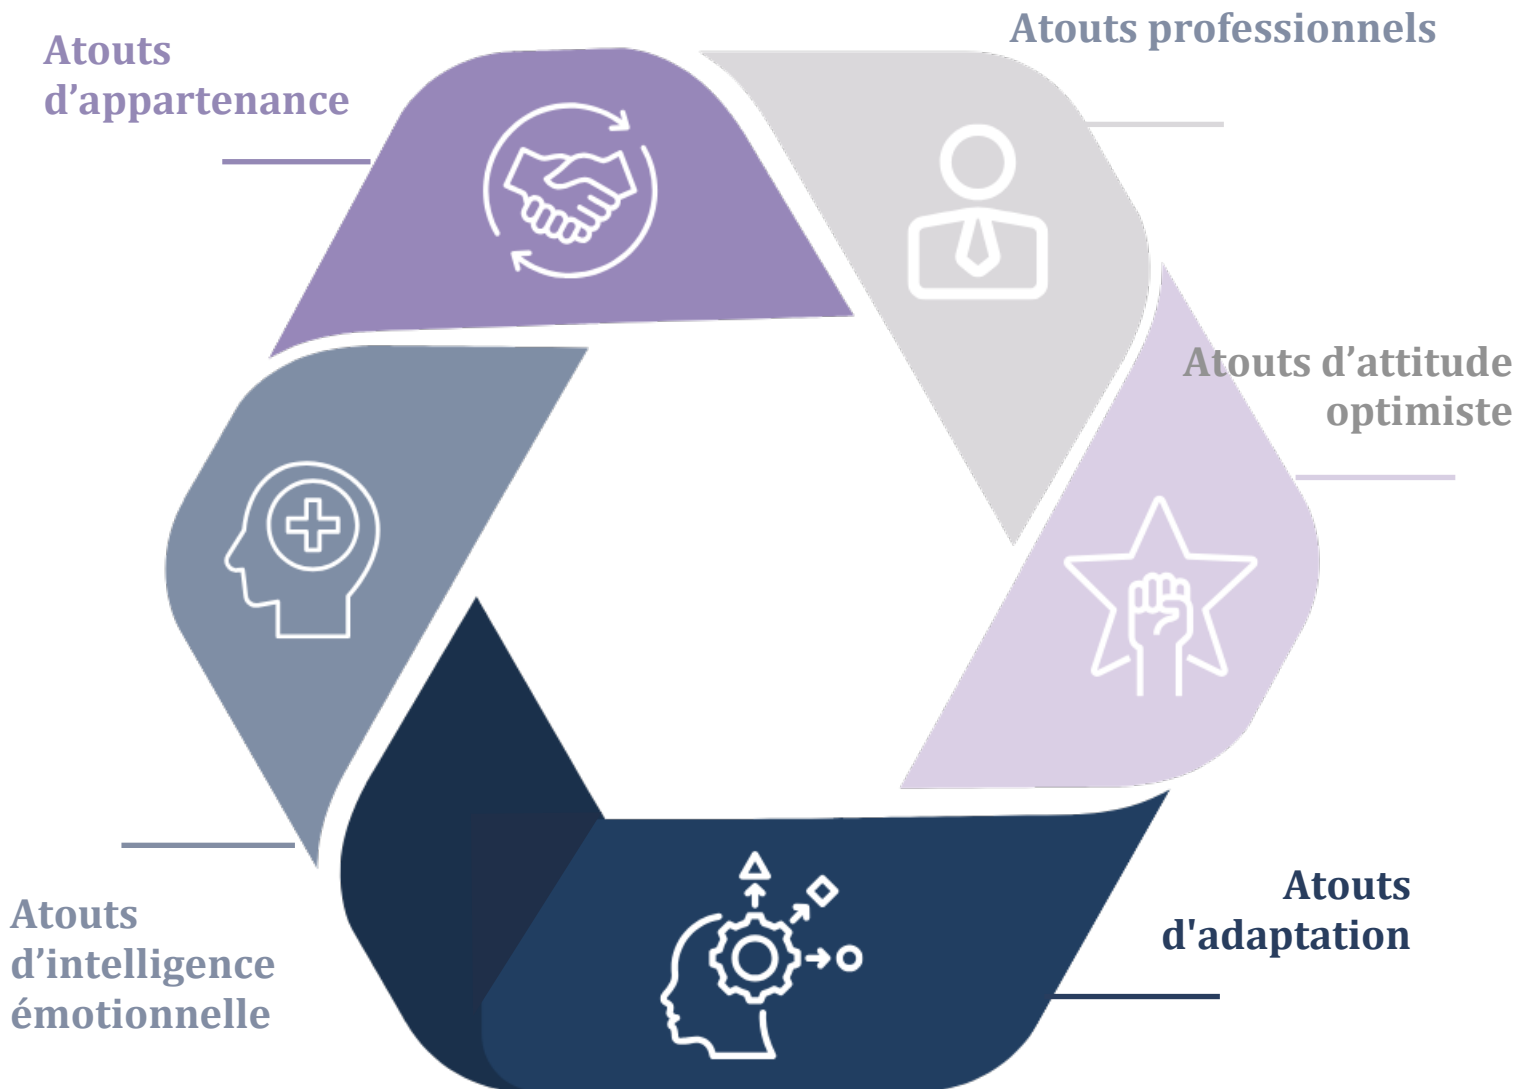 Atouts
d’appartenance
Atouts professionnels
Atouts d’attitude
optimiste
Atouts
d'adaptation
Atouts
d’intelligence
émotionnelle